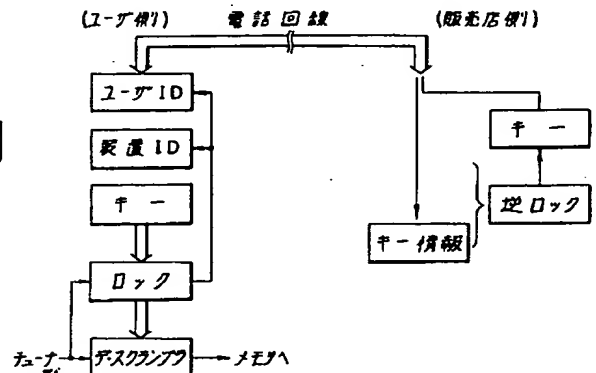 (ユーザ側) 電話回線 (販売店側)
ユーザID
装置ID
キー
ロック
チューナ
デスクランブラ
メモリへ
キー
逆ロック
キー情報